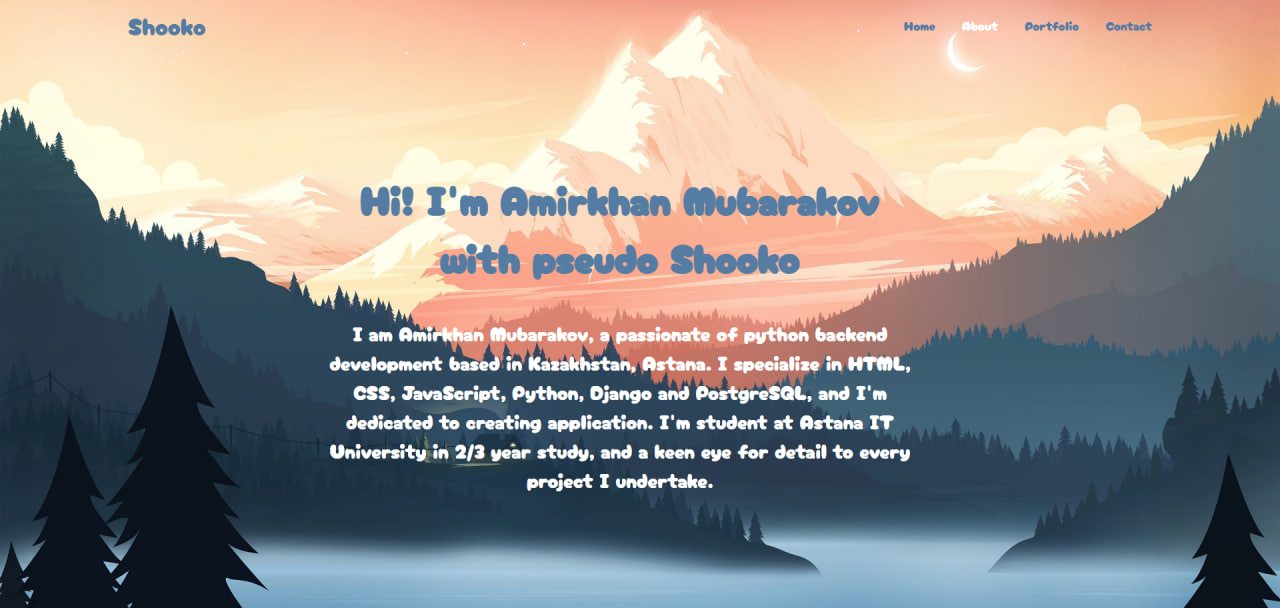 Shooko
Home About Portfolio Contact
Hi! I'm Amirkhan Mubarakov
with pseudo Shooko
I am Amirkhan Mubarakov, a passionate of python backend
development based in Kazakhstan, Astana. I specialize in HTML,
CSS, JavaScript, Python, Django and PostgreSQL, and I'm
dedicated to creating application. I'm student at Astana IT
University in 2/3 year study, and a keen eye for detail to every
project I undertake.